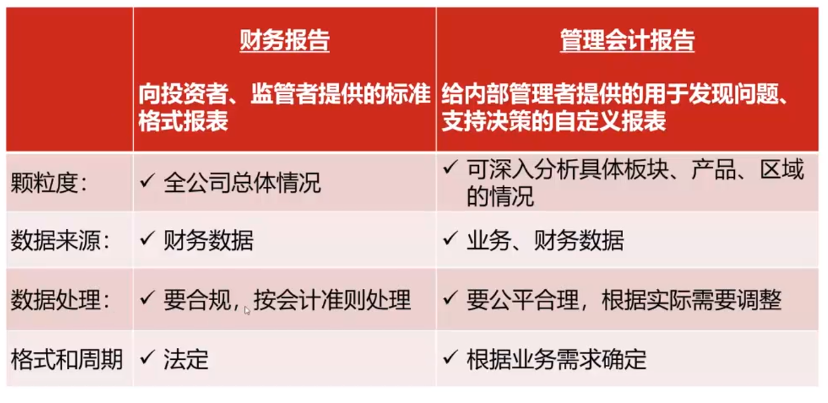 财务报告
管理会计报告
向投资者、监管者提供的标准
格式报表
给内部管理者提供的用于发现问题、
支持决策的自定义报表
颗粒度：
✓ 全公司总体情况
✓ 可深入分析具体板块、产品、区域
的情况
数据来源：
✓ 财务数据
✓ 业务、财务数据
数据处理：
✓ 要合规，按会计准则处理
✓ 要公平合理，根据实际需要调整
格式和周期
✓ 法定
✓ 根据业务需求确定